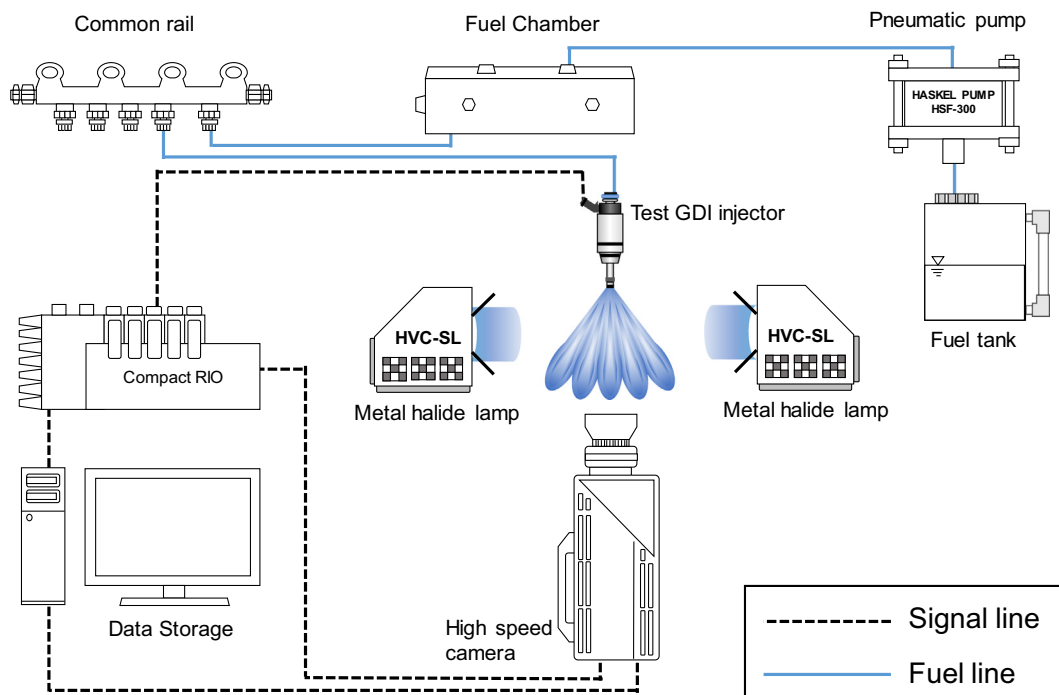 Common rail
Fuel Chamber
Pneumatic pump
HASKEL PUMP
HSF-300
Test GDI injector
HVC-SL
HVC-SL
Fuel tank
Compact RIO
Metal halide lamp
Metal halide lamp
Data Storage
High speed
camera
Signal line
Fuel line